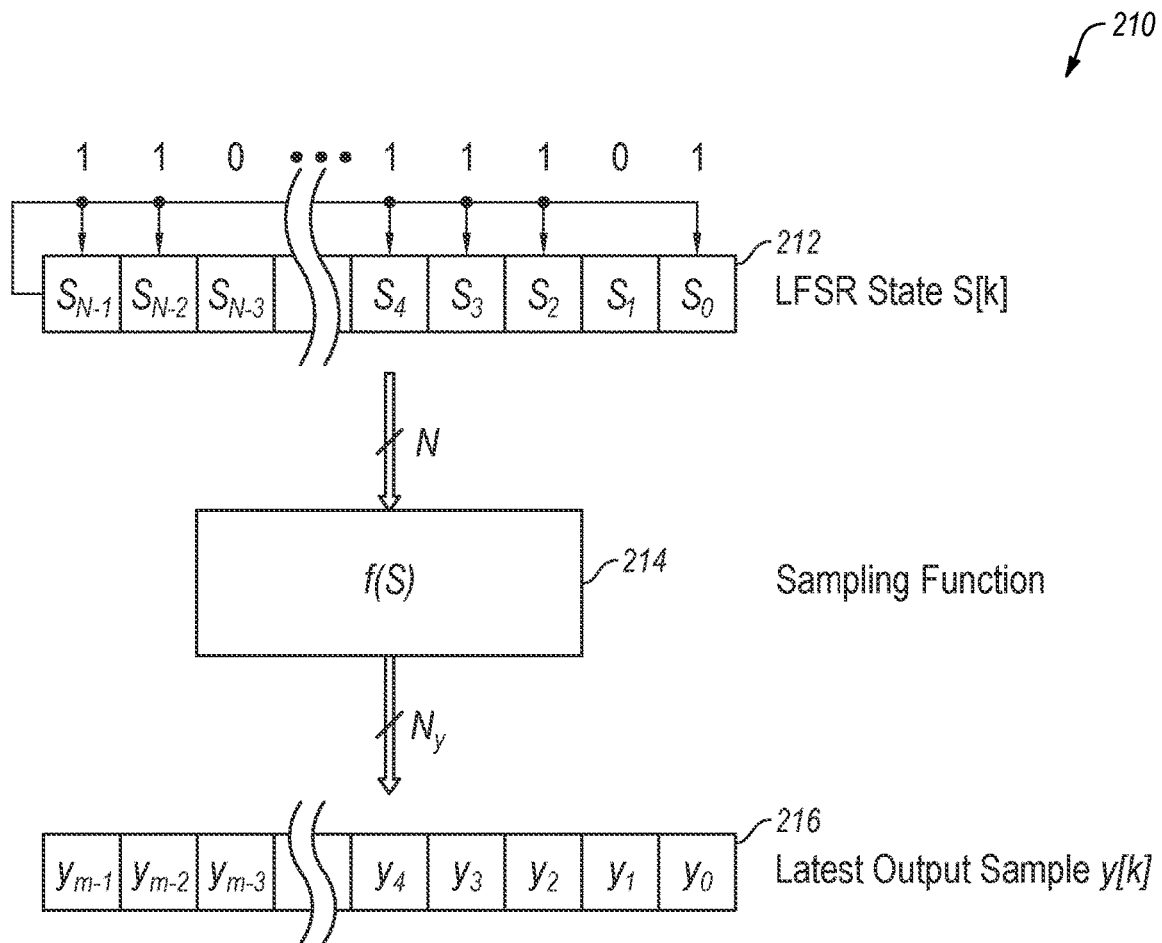 210
1 1 0 ••• 1 1 1 0 1
S_{N-1} S_{N-2} S_{N-3} S_4 S_3 S_2 S_1 S_0
212
LFSR State S[k]
N
f(S)
214
Sampling Function
N_y
216
y_{m-1} y_{m-2} y_{m-3} y_4 y_3 y_2 y_1 y_0
Latest Output Sample y[k]